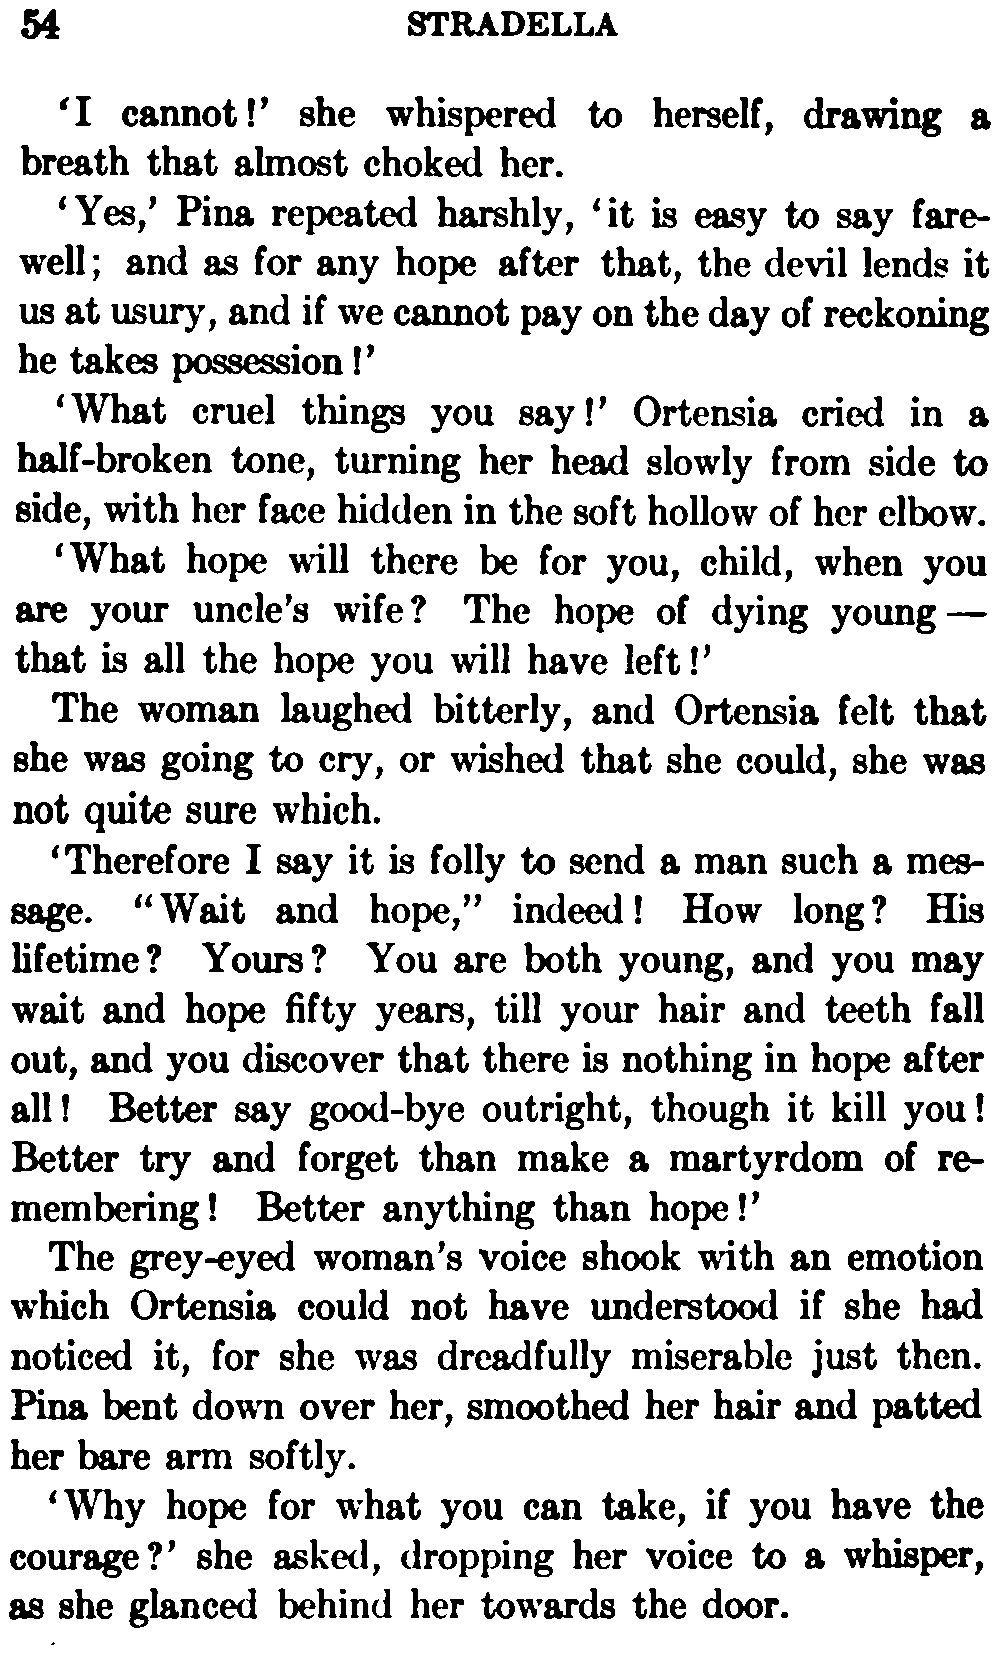 54 STRADELLA
‘I cannot!’ she whispered to herself, drawing a
breath that almost choked her.
‘Yes,’ Pina repeated harshly, ‘it is easy to say fare-
well; and as for any hope after that, the devil lends it
us at usury, and if we cannot pay on the day of reckoning
he takes possession!’
‘What cruel things you say!’ Ortensia cried in a
half-broken tone, turning her head slowly from side to
side, with her face hidden in the soft hollow of her elbow.
‘What hope will there be for you, child, when you
are your uncle's wife? The hope of dying young —
that is all the hope you will have left!’
The woman laughed bitterly, and Ortensia felt that
she was going to cry, or wished that she could, she was
not quite sure which.
‘Therefore I say it is folly to send a man such a mes-
sage. “Wait and hope,” indeed! How long? His
lifetime? Yours? You are both young, and you may
wait and hope fifty years, till your hair and teeth fall
out, and you discover that there is nothing in hope after
all! Better say good-bye outright, though it kill you!
Better try and forget than make a martyrdom of re-
membering! Better anything than hope!’
The grey-eyed woman's voice shook with an emotion
which Ortensia could not have understood if she had
noticed it, for she was dreadfully miserable just then.
Pina bent down over her, smoothed her hair and patted
her bare arm softly.
‘Why hope for what you can take, if you have the
courage?’ she asked, dropping her voice to a whisper,
as she glanced behind her towards the door.